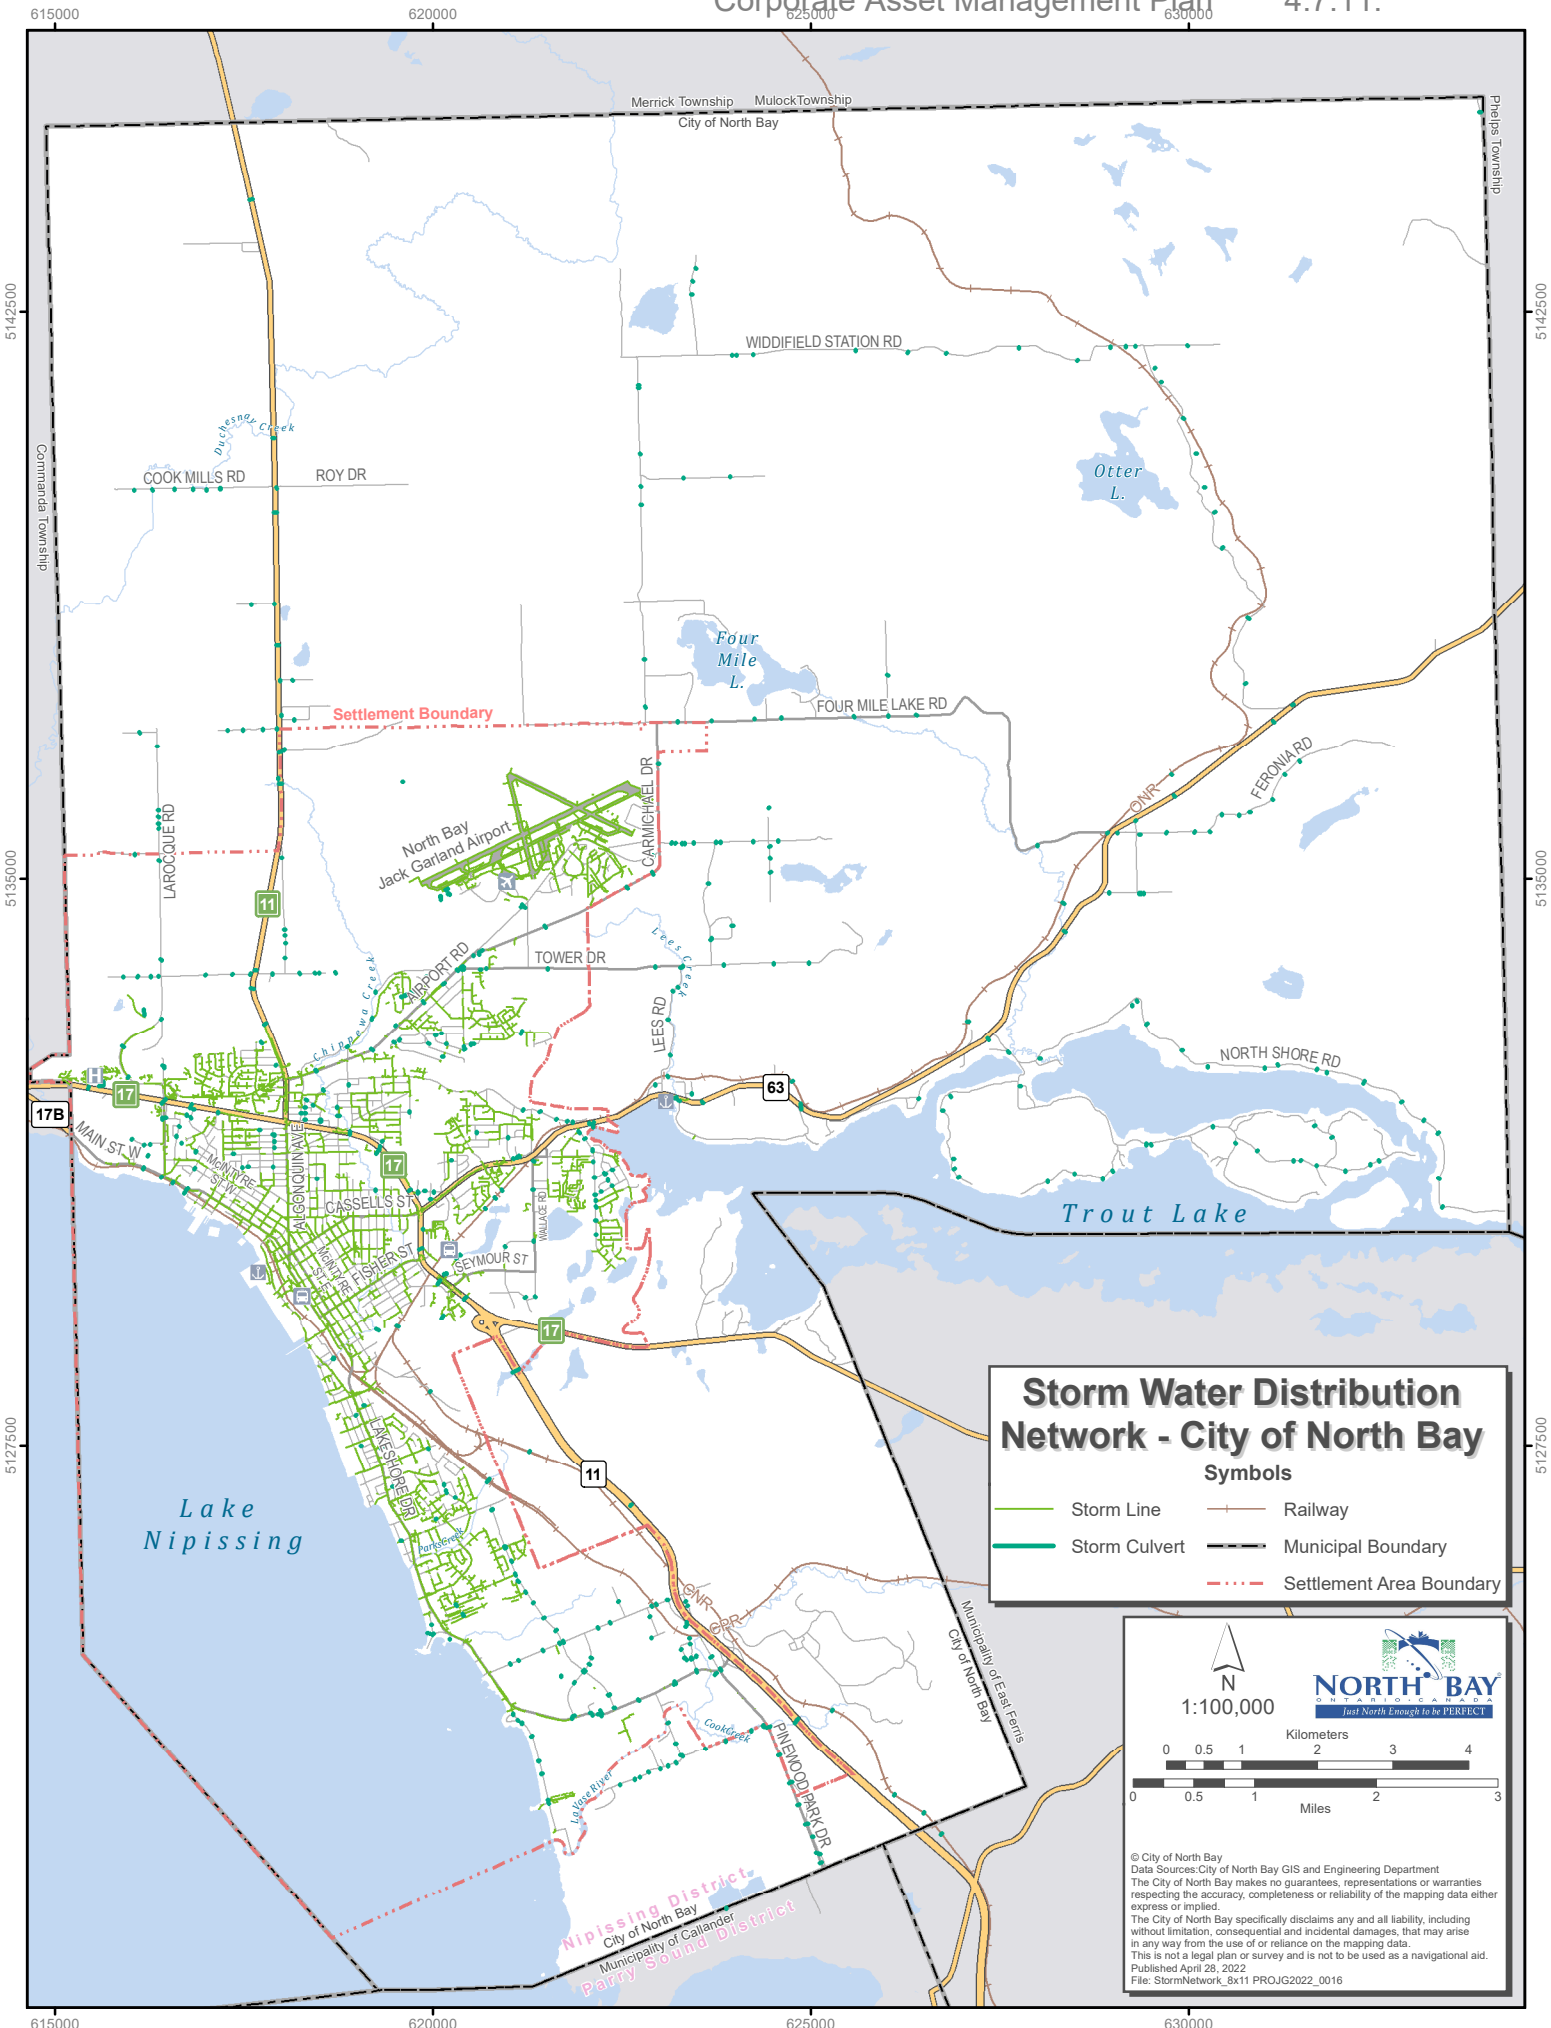 Corporate Asset Management Plan 4.7.11.
615000 620000 625000 630000
Merrick Township MulockTownship
City of North Bay
Phelps Township
5142500
5142500
WIDDIFIELD STATION RD
Duchesnay Creek
Commanda Township
COOK MILLS RD
ROY DR
Otter
L.
Four
Mile
L.
Settlement Boundary
FOUR MILE LAKE RD
FERONIA RD
ONR
CARMICHAEL DR
LAROCQUE RD
North Bay
Jack Garland Airport
5135000
5135000
11
Lees Creek
AIRPORT RD
TOWER DR
Chippewa Creek
LEES RD
NORTH SHORE RD
H
17
63
17B
MAIN ST W
McINTYRE
ST W
ALGONQUIN AVE
17
CASSELLS ST
WALLACE RD
Trout Lake
McINTYRE
ST E
FISHER ST
SEYMOUR ST
17
Storm Water Distribution
Network - City of North Bay
Symbols
Storm Line
Railway
Storm Culvert
Municipal Boundary
Settlement Area Boundary
5127500
5127500
LAKESHORE DR
11
Lake
Nipissing
ParksCreek
CNR
CPR
Municipality of East Ferris
City of North Bay
CookCreek
PINEWOOD PARK DR
LaVase River
N
1:100,000
NORTH BAY
ONTARIO · CANADA
Just North Enough to be PERFECT
Kilometers
0 0.5 1 2 3 4
0 0.5 1 2 3
Miles
Nipissing District
City of North Bay
Municipality of Callander
Parry Sound District
© City of North Bay
Data Sources:City of North Bay GIS and Engineering Department
The City of North Bay makes no guarantees, representations or warranties
respecting the accuracy, completeness or reliability of the mapping data either
express or implied.
The City of North Bay specifically disclaims any and all liability, including
without limitation, consequential and incidental damages, that may arise
in any way from the use of or reliance on the mapping data.
This is not a legal plan or survey and is not to be used as a navigational aid.
Published April 28, 2022
File: StormNetwork_8x11 PROJG2022_0016
615000 620000 625000 630000